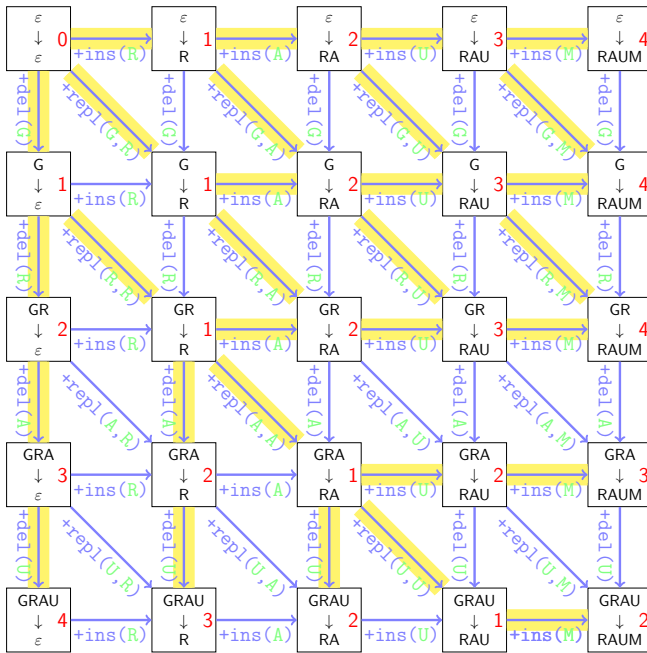 ε ↓ ε 0 +ins(R) ε ↓ R 1 +ins(A) ε ↓ RA 2 +ins(U) ε ↓ RAU 3 +ins(M) ε ↓ RAUM 4
+del(G) +repl(G,R) +del(G) +repl(G,A) +del(G) +repl(G,U) +del(G) +repl(G,M) +del(G)
G ↓ ε 1 +ins(R) G ↓ R 1 +ins(A) G ↓ RA 2 +ins(U) G ↓ RAU 3 +ins(M) G ↓ RAUM 4
+del(R) +repl(R,R) +del(R) +repl(R,A) +del(R) +repl(R,U) +del(R) +repl(R,M) +del(R)
GR ↓ ε 2 +ins(R) GR ↓ R 1 +ins(A) GR ↓ RA 2 +ins(U) GR ↓ RAU 3 +ins(M) GR ↓ RAUM 4
+del(A) +repl(A,R) +del(A) +repl(A,A) +del(A) +repl(A,U) +del(A) +repl(A,M) +del(A)
GRA ↓ ε 3 +ins(R) GRA ↓ R 2 +ins(A) GRA ↓ RA 1 +ins(U) GRA ↓ RAU 2 +ins(M) GRA ↓ RAUM 3
+del(U) +repl(U,R) +del(U) +repl(U,A) +del(U) +repl(U,U) +del(U) +repl(U,M) +del(U)
GRAU ↓ ε 4 +ins(R) GRAU ↓ R 3 +ins(A) GRAU ↓ RA 2 +ins(U) GRAU ↓ RAU 1 +ins(M) GRAU ↓ RAUM 2